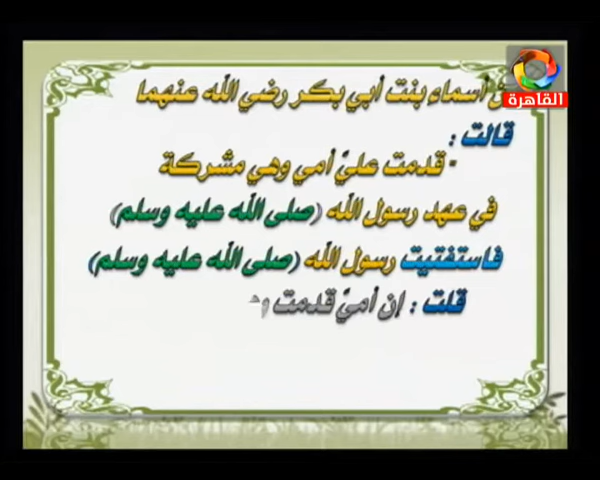 القاهرة
أسماء بنت أبي بكر رضي الله عنهما
قالت :
" قدمت عليّ أمي وهي مشركة
في عهد رسول الله (صلى الله عليه وسلم)
فاستفتيت رسول الله (صلى الله عليه وسلم)
قلت : إن أميّ قدمت